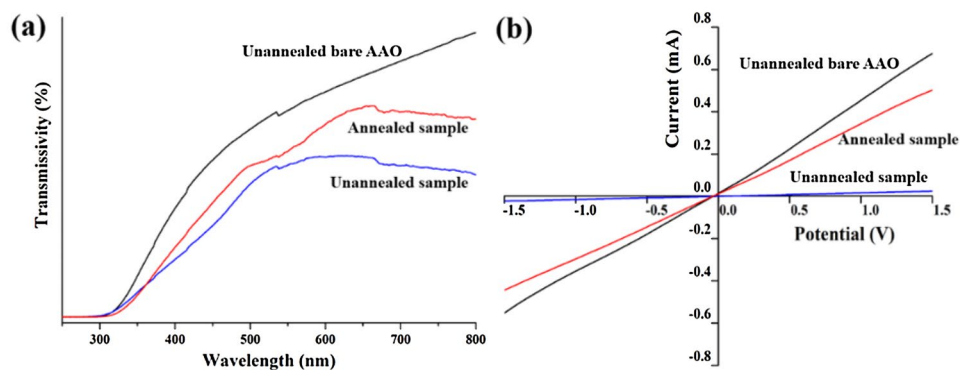 (a)
Transmissivity (%)
Unannealed bare AAO
Annealed sample
Unannealed sample
300 400 500 600 700 800
Wavelength (nm)
(b)
Current (mA)
0.8
0.6
0.4
0.2
0.0
-0.2
-0.4
-0.6
-0.8
Unannealed bare AAO
Annealed sample
Unannealed sample
-1.5 -1.0 -0.5 0.0 0.5 1.0 1.5
Potential (V)